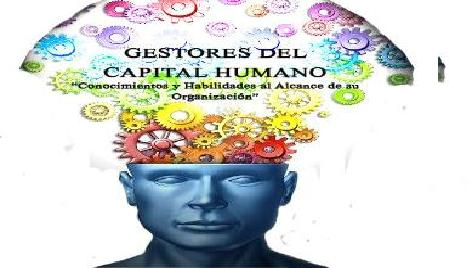 GESTORES DEL
CAPITAL HUMANO
"Conocimientos y Habilidades al Alcance de su
Organización"